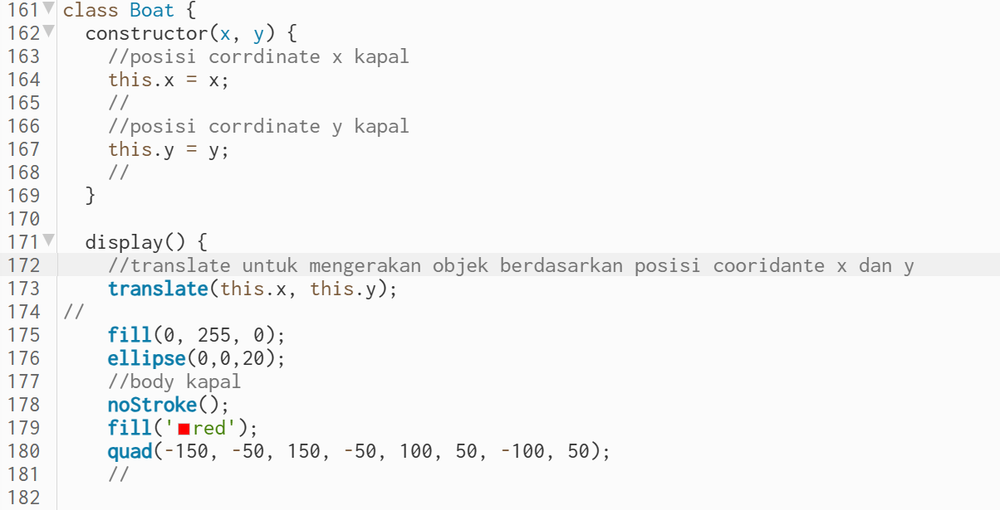 161 class Boat {
162   constructor(x, y) {
163     //posisi corrdinate x kapal
164     this.x = x;
165     //
166     //posisi corrdinate y kapal
167     this.y = y;
168     //
169   }
170
171   display() {
172     //translate untuk mengerakan objek berdasarkan posisi cooridante x dan y
173     translate(this.x, this.y);
174 //
175     fill(0, 255, 0);
176     ellipse(0,0,20);
177     //body kapal
178     noStroke();
179     fill('red');
180     quad(-150, -50, 150, -50, 100, 50, -100, 50);
181     //
182